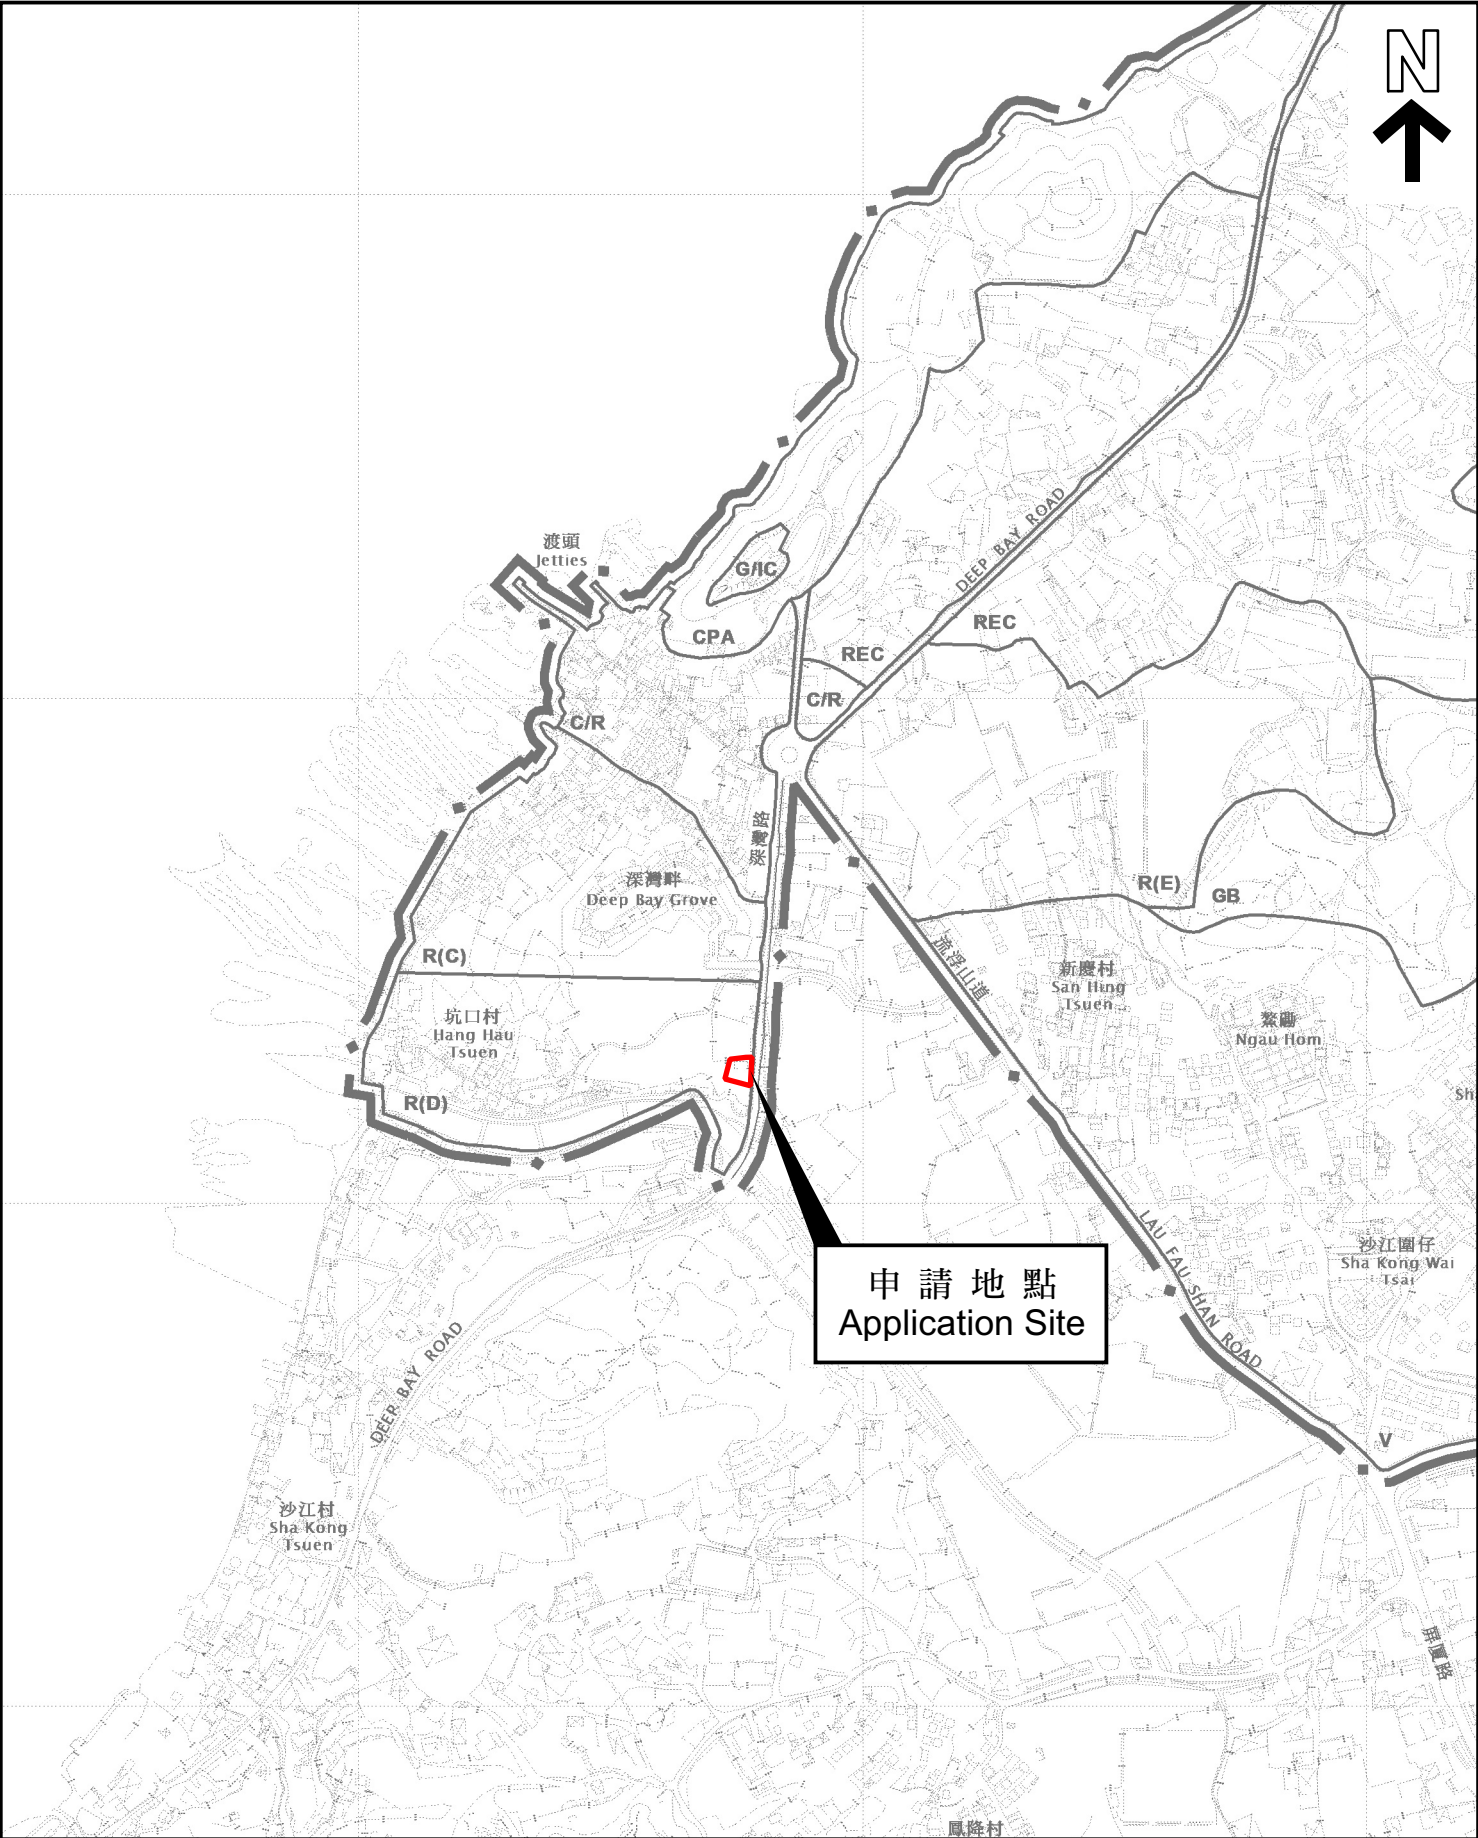 N
渡頭
Jetties
G/IC
DEEP BAY ROAD
CPA
REC
REC
C/R
C/R
深灣路
深灣畔
Deep Bay Grove
R(E)
GB
R(C)
流浮山道
新慶村
San Hing
Tsuen
坑口村
Hang Hau
Tsuen
鰲磡
Ngau Hom
Sh
R(D)
LAU FAU SHAN ROAD
沙江圍仔
Sha Kong Wai
Tsai
申請地點
Application Site
DEEP BAY ROAD
V
沙江村
Sha Kong
Tsuen
屏廈路
鳳降村